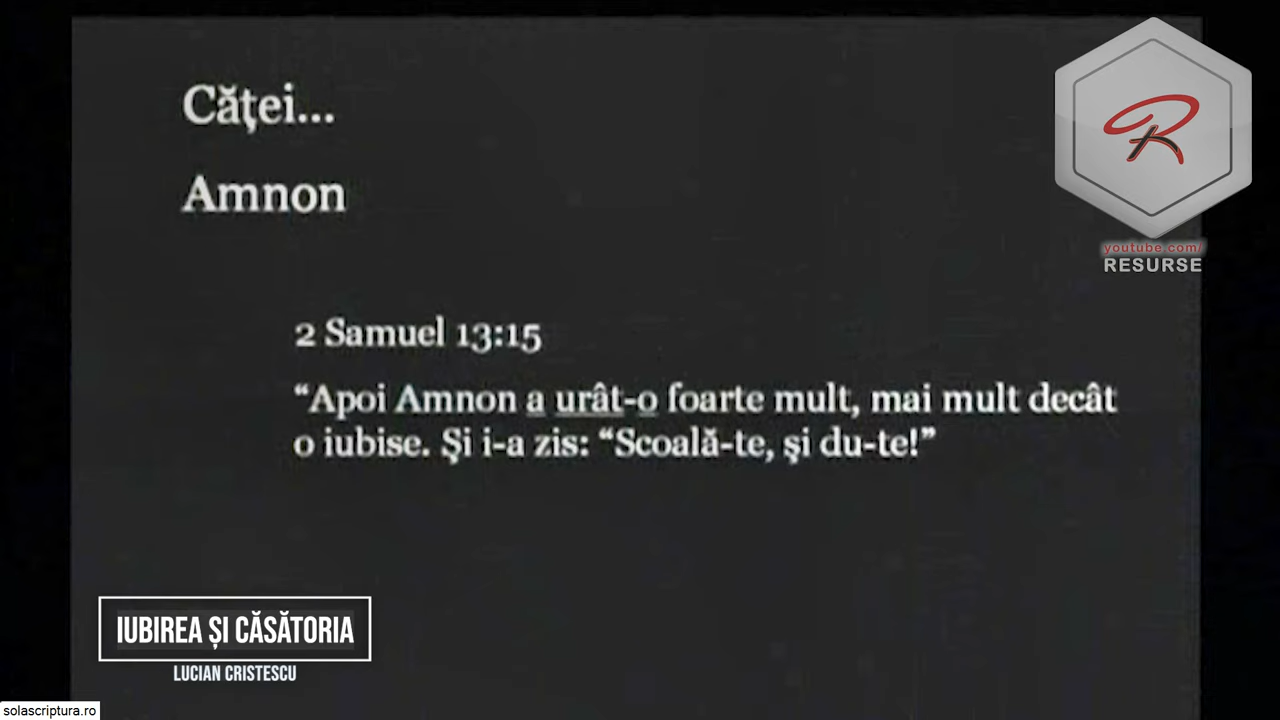 Căţei...
Amnon
2 Samuel 13:15
“Apoi Amnon a urât-o foarte mult, mai mult decât
o iubise. Şi i-a zis: “Scoală-te, şi du-te!”
R
youtube.com/
RESURSE
IUBIREA ȘI CĂSĂTORIA
LUCIAN CRISTESCU
solascriptura.ro